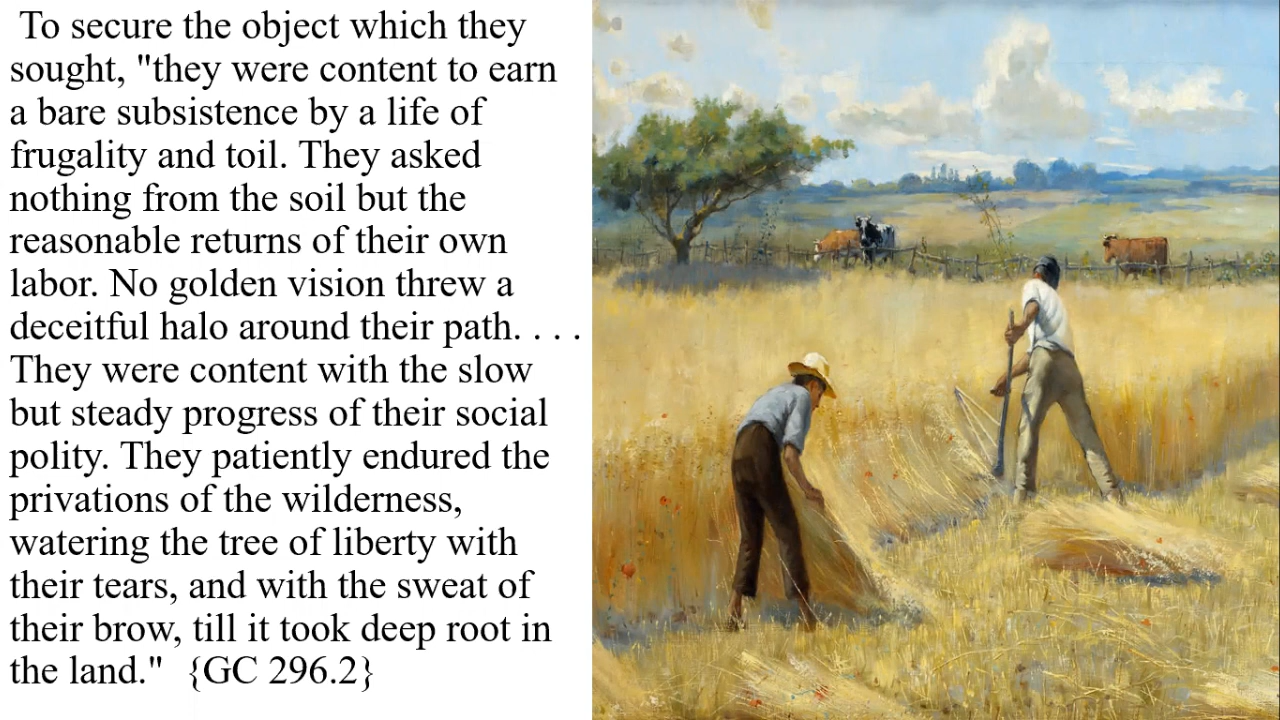 To secure the object which they
sought, "they were content to earn
a bare subsistence by a life of
frugality and toil. They asked
nothing from the soil but the
reasonable returns of their own
labor. No golden vision threw a
deceitful halo around their path. . . .
They were content with the slow
but steady progress of their social
polity. They patiently endured the
privations of the wilderness,
watering the tree of liberty with
their tears, and with the sweat of
their brow, till it took deep root in
the land." {GC 296.2}